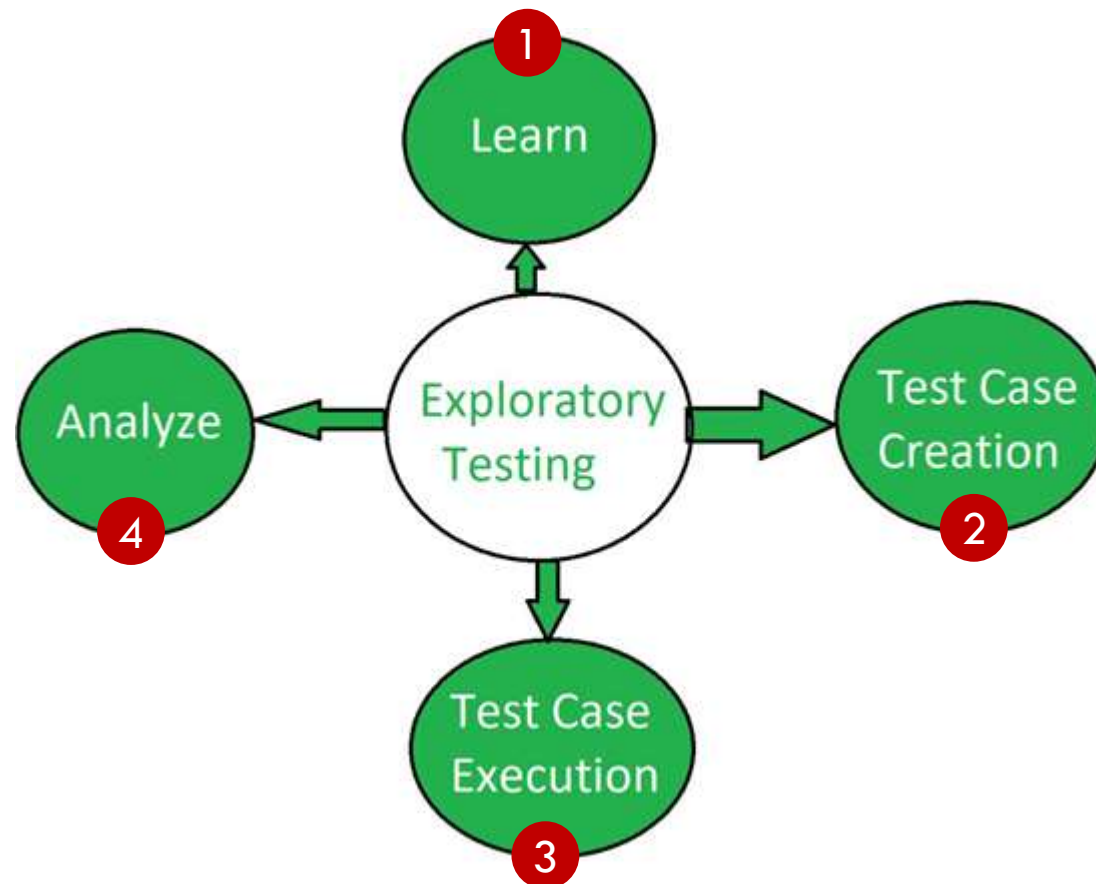 1
Learn
Exploratory
Testing
Test Case
Creation
2
Test Case
Execution
3
Analyze
4